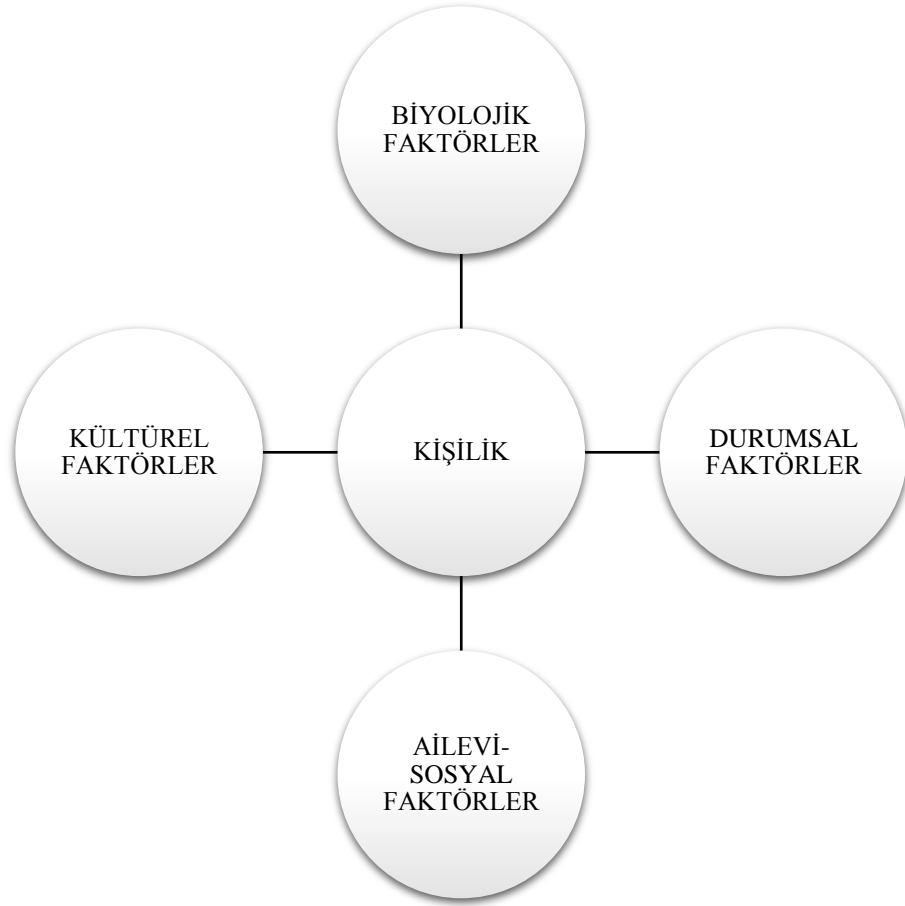 BİYOLOJİK
FAKTÖRLER
KÜLTÜREL
FAKTÖRLER
KİŞİLİK
DURUMSAL
FAKTÖRLER
AİLEVİ-
SOSYAL
FAKTÖRLER